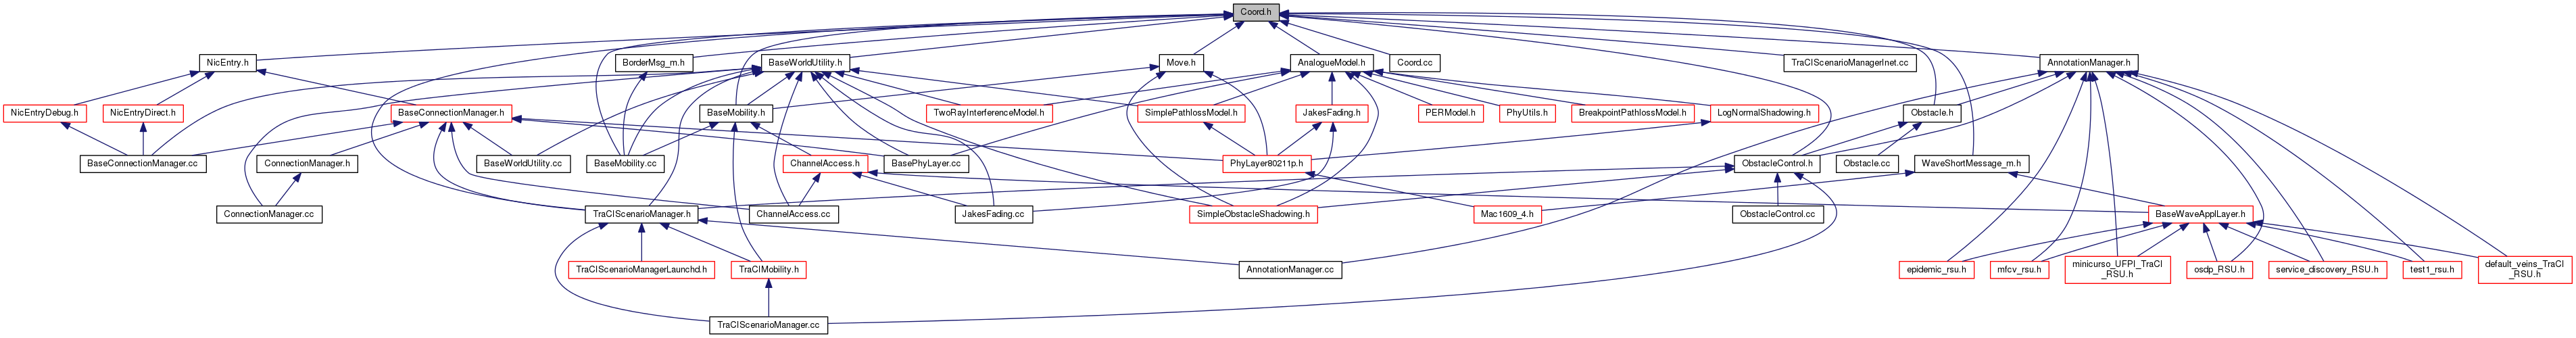 Coord.h
NicEntry.h
BorderMsg_m.h
BaseWorldUtility.h
Move.h
AnalogueModel.h
Coord.cc
TraCIScenarioManagerInet.cc
AnnotationManager.h
NicEntryDebug.h
NicEntryDirect.h
BaseConnectionManager.h
BaseMobility.h
TwoRayInterferenceModel.h
SimplePathlossModel.h
JakesFading.h
PERModel.h
PhyUtils.h
BreakpointPathlossModel.h
LogNormalShadowing.h
Obstacle.h
BaseConnectionManager.cc
ConnectionManager.h
BaseWorldUtility.cc
BaseMobility.cc
ChannelAccess.h
BasePhyLayer.cc
PhyLayer80211p.h
ObstacleControl.h
Obstacle.cc
WaveShortMessage_m.h
ConnectionManager.cc
TraCIScenarioManager.h
ChannelAccess.cc
JakesFading.cc
SimpleObstacleShadowing.h
Mac1609_4.h
ObstacleControl.cc
BaseWaveApplLayer.h
TraCIScenarioManagerLaunchd.h
TraCIMobility.h
AnnotationManager.cc
epidemic_rsu.h
mfcv_rsu.h
minicurso_UFPI_TraCI
_RSU.h
osdp_RSU.h
service_discovery_RSU.h
test1_rsu.h
default_veins_TraCI
_RSU.h
TraCIScenarioManager.cc